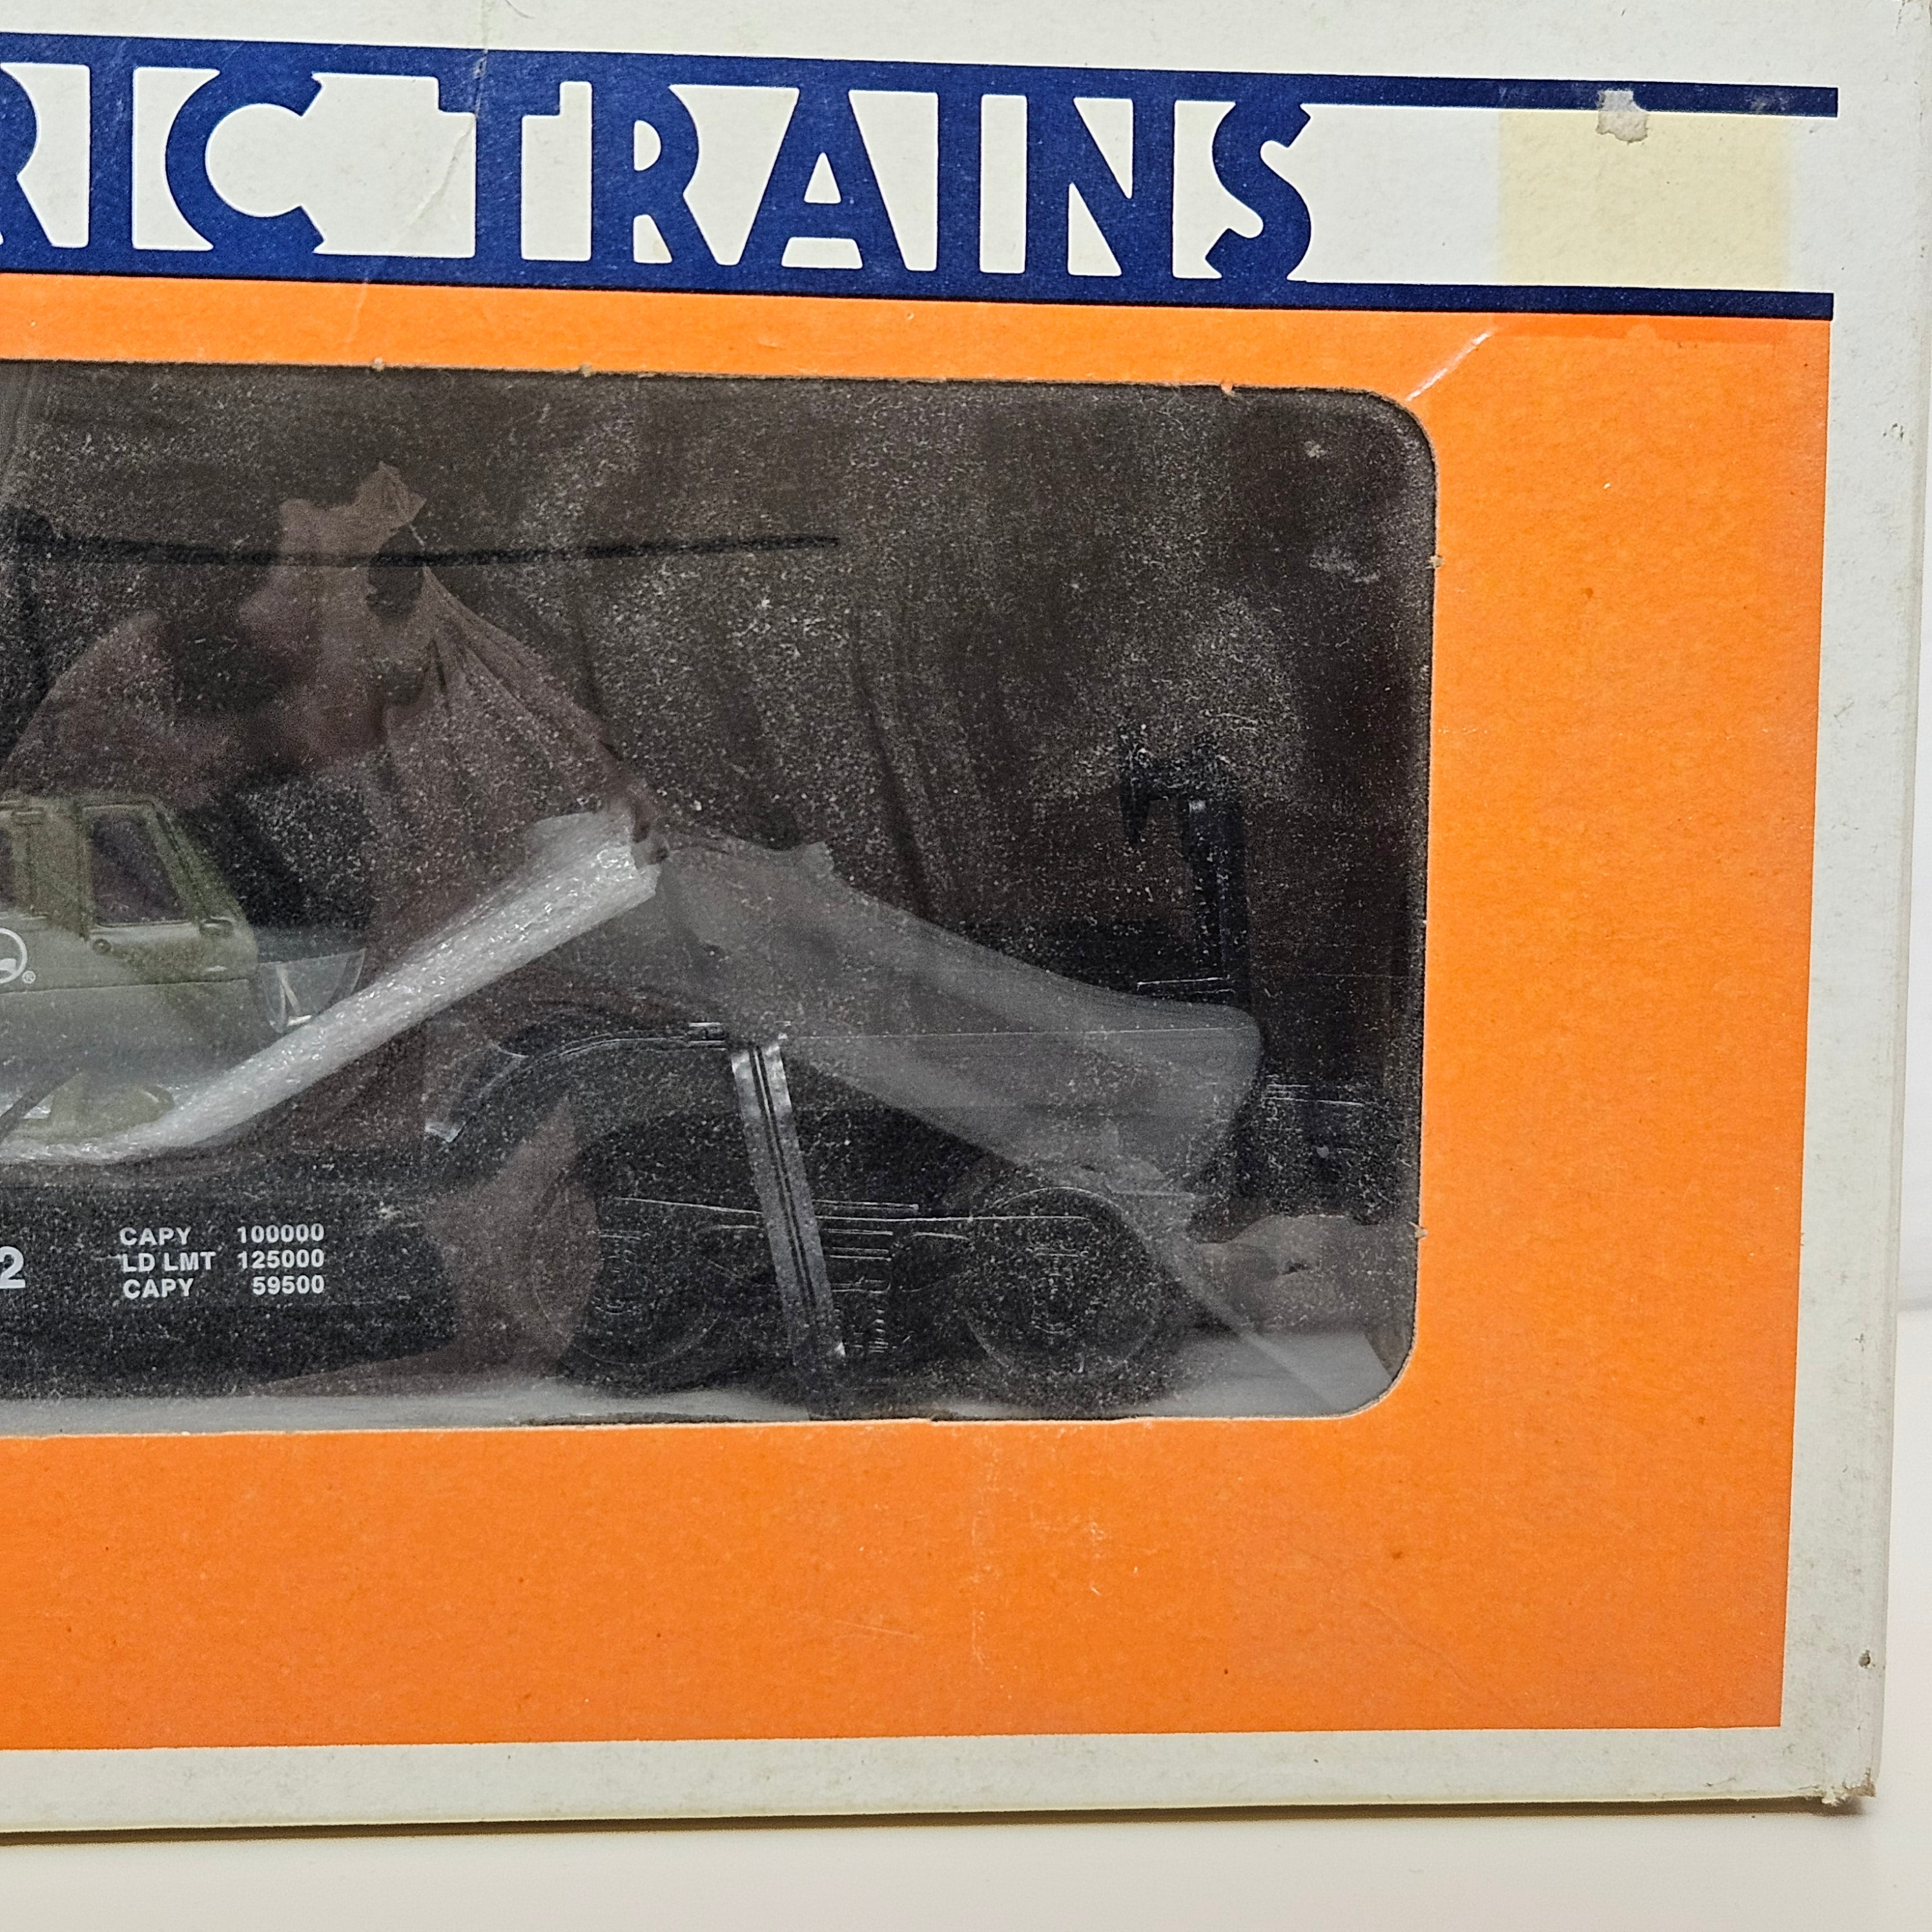 RIC TRAINS
®
2
CAPY 100000
LD LMT 125000
CAPY 59500